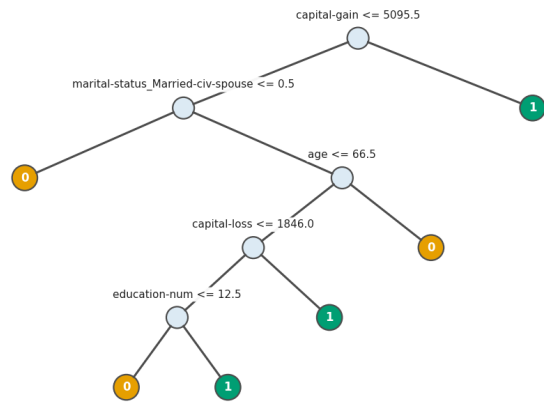 capital-gain <= 5095.5
marital-status_Married-civ-spouse <= 0.5
1
0
age <= 66.5
capital-loss <= 1846.0
0
education-num <= 12.5
1
0
1